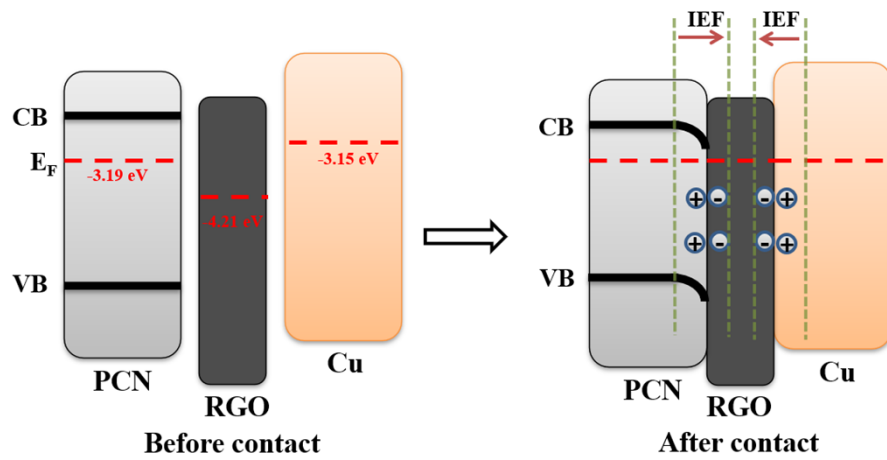 CB
E_F
VB
-3.19 eV
4.21 eV
-3.15 eV
PCN
RGO
Cu
Before contact
IEF
IEF
CB
VB
+ -
- +
+ -
- +
PCN
RGO
Cu
After contact